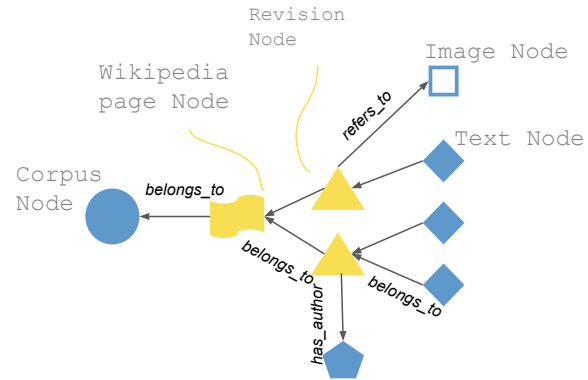 Revision
Node
Image Node
Wikipedia
page Node
refers_to
Text Node
Corpus
Node
belongs_to
belongs_to
belongs_to
has_author